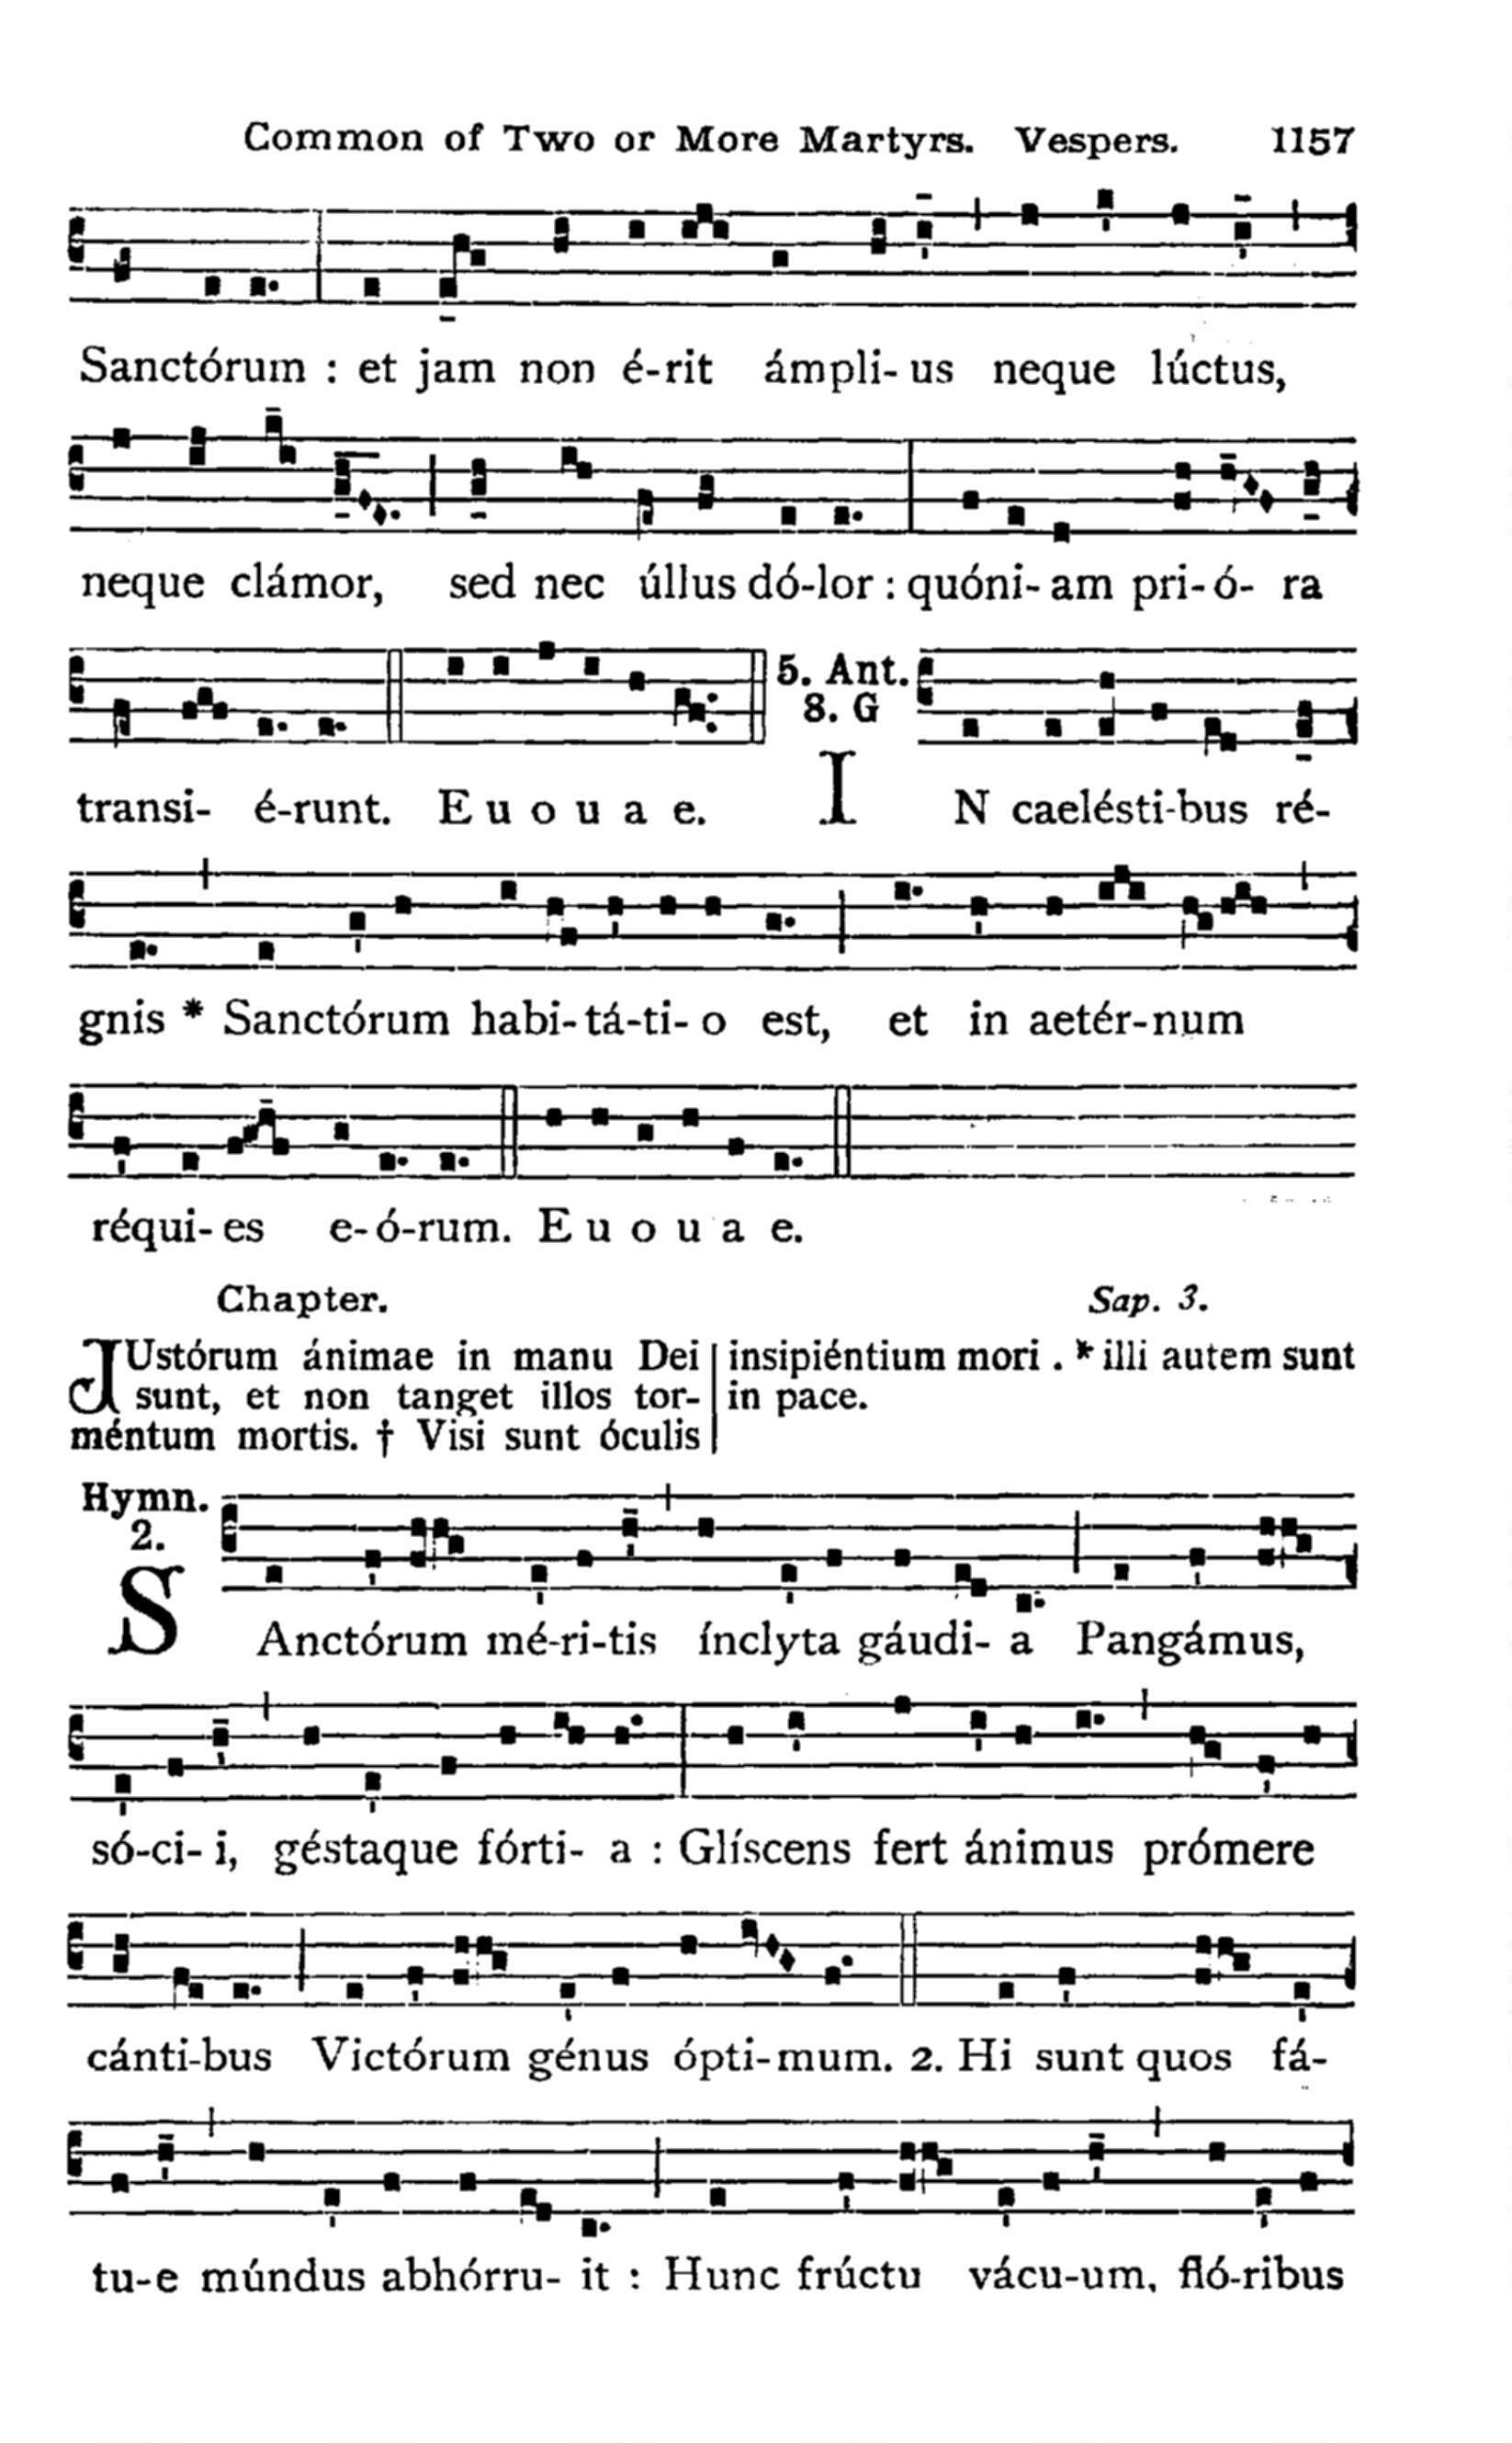 Common of Two or More Martyrs. Vespers. 1157
Sanctórum : et jam non é-rit ámpli- us neque lúctus,
neque clámor, sed nec úllus dó-lor : quóni- am pri-ó- ra
5. Ant.
8. G
transi- é-runt. E u o u a e. I N caelésti-bus ré-
gnis * Sanctórum habi-tá-ti- o est, et in aetér-num
réqui- es e-ó-rum. E u o u a e.
Chapter. Sap. 3.
JUstórum ánimae in manu Dei
sunt, et non tanget illos tor-
méntum mortis. † Visi sunt óculis
insipiéntium mori . * illi autem sunt
in pace.
Hymn.
2.
SAnctórum mé-ri-tis ínclyta gáudi- a Pangámus,
só-ci- i, géstaque fórti- a : Glíscens fert ánimus prómere
cánti-bus Victórum génus ópti-mum. 2. Hi sunt quos fá-
tu-e múndus abhórru- it : Hunc frúctu vácu-um, fló-ribus